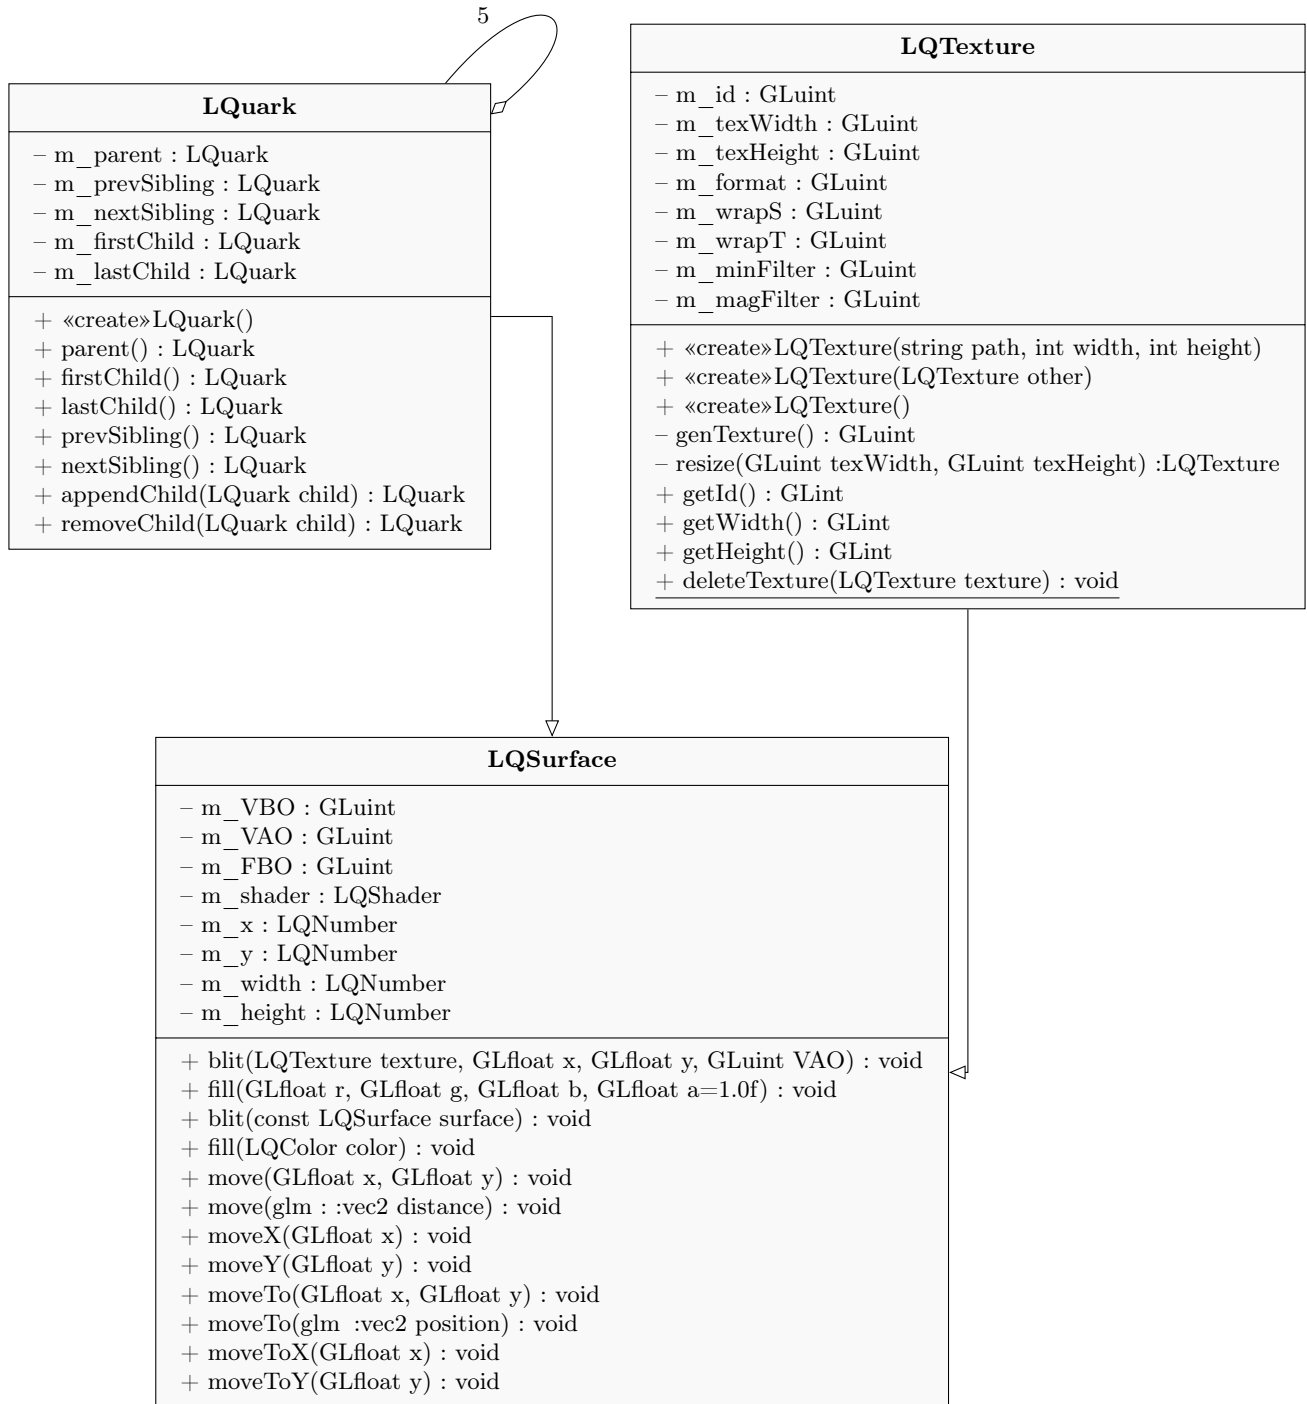 5
LQuark
– m_parent : LQuark
– m_prevSibling : LQuark
– m_nextSibling : LQuark
– m_firstChild : LQuark
– m_lastChild : LQuark
+ «create»LQuark()
+ parent() : LQuark
+ firstChild() : LQuark
+ lastChild() : LQuark
+ prevSibling() : LQuark
+ nextSibling() : LQuark
+ appendChild(LQuark child) : LQuark
+ removeChild(LQuark child) : LQuark
LQTexture
– m_id : GLuint
– m_texWidth : GLuint
– m_texHeight : GLuint
– m_format : GLuint
– m_wrapS : GLuint
– m_wrapT : GLuint
– m_minFilter : GLuint
– m_magFilter : GLuint
+ «create»LQTexture(string path, int width, int height)
+ «create»LQTexture(LQTexture other)
+ «create»LQTexture()
– genTexture() : GLuint
– resize(GLuint texWidth, GLuint texHeight) :LQTexture
+ getId() : GLint
+ getWidth() : GLint
+ getHeight() : GLint
+ deleteTexture(LQTexture texture) : void
LQSurface
– m_VBO : GLuint
– m_VAO : GLuint
– m_FBO : GLuint
– m_shader : LQShader
– m_x : LQNumber
– m_y : LQNumber
– m_width : LQNumber
– m_height : LQNumber
+ blit(LQTexture texture, GLfloat x, GLfloat y, GLuint VAO) : void
+ fill(GLfloat r, GLfloat g, GLfloat b, GLfloat a=1.0f) : void
+ blit(const LQSurface surface) : void
+ fill(LQColor color) : void
+ move(GLfloat x, GLfloat y) : void
+ move(glm : :vec2 distance) : void
+ moveX(GLfloat x) : void
+ moveY(GLfloat y) : void
+ moveTo(GLfloat x, GLfloat y) : void
+ moveTo(glm :vec2 position) : void
+ moveToX(GLfloat x) : void
+ moveToY(GLfloat y) : void